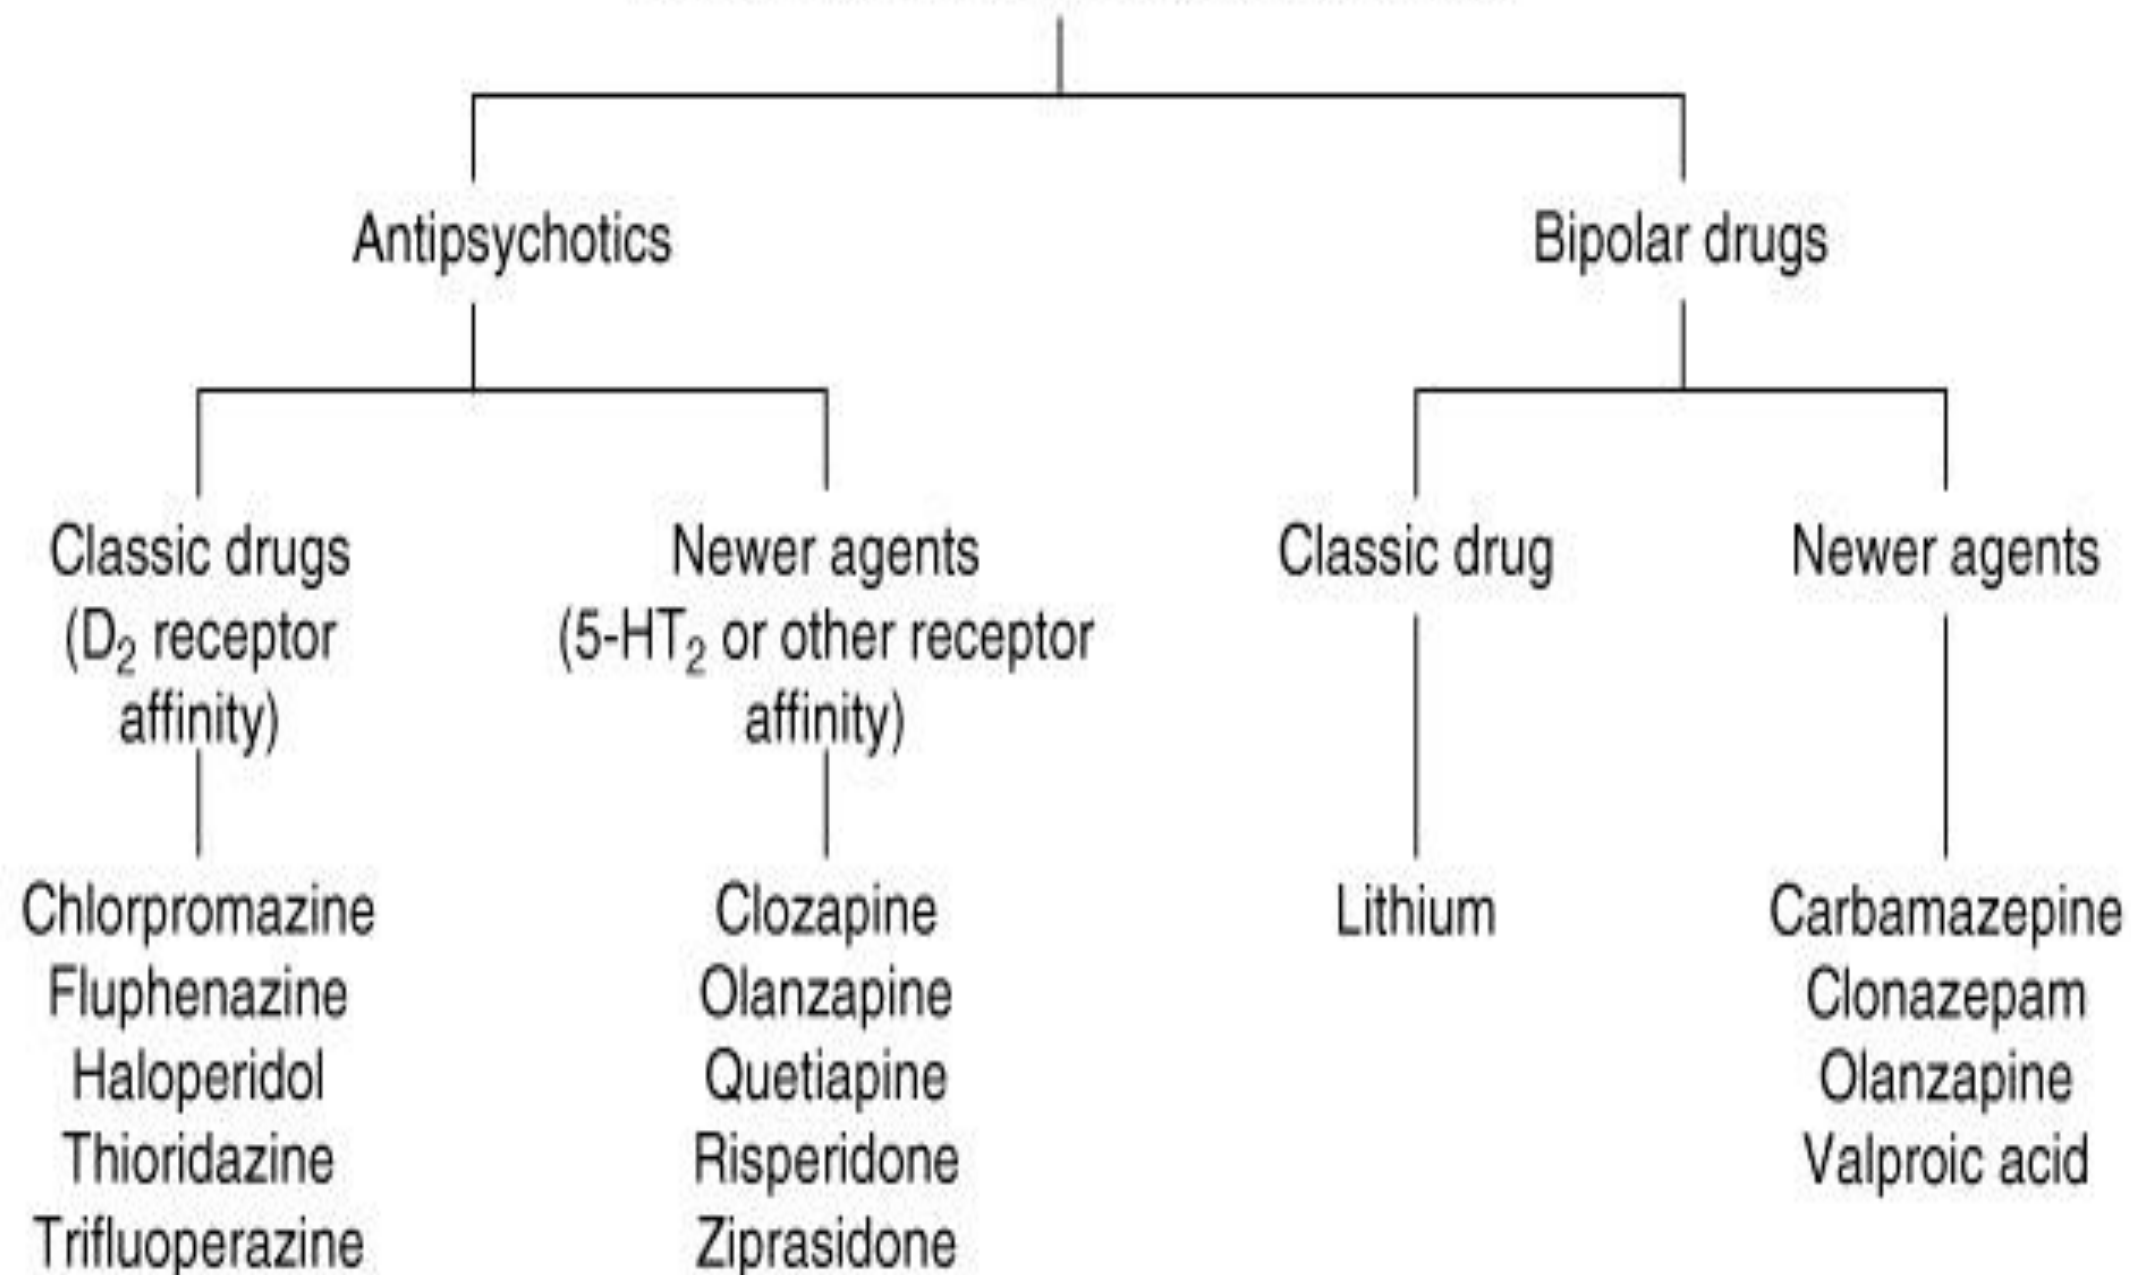 Antipsychotics
Bipolar drugs
Classic drugs
(D₂ receptor
affinity)
Newer agents
(5-HT₂ or other receptor
affinity)
Classic drug
Newer agents
Chlorpromazine
Fluphenazine
Haloperidol
Thioridazine
Trifluoperazine
Clozapine
Olanzapine
Quetiapine
Risperidone
Ziprasidone
Lithium
Carbamazepine
Clonazepam
Olanzapine
Valproic acid